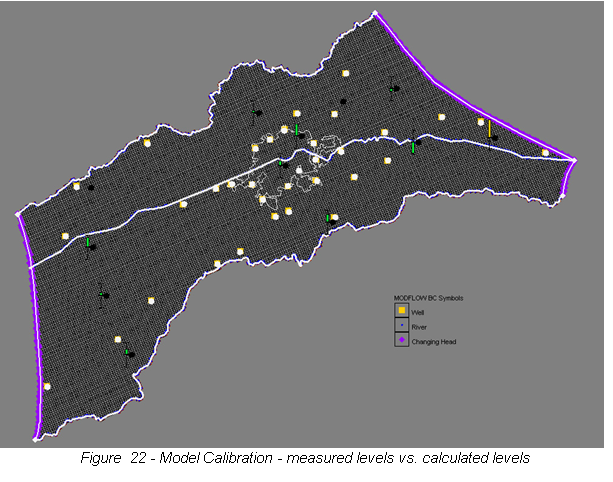 MODFLOW BC Symbols
Well
River
Changing Head
Figure 22 - Model Calibration - measured levels vs. calculated levels